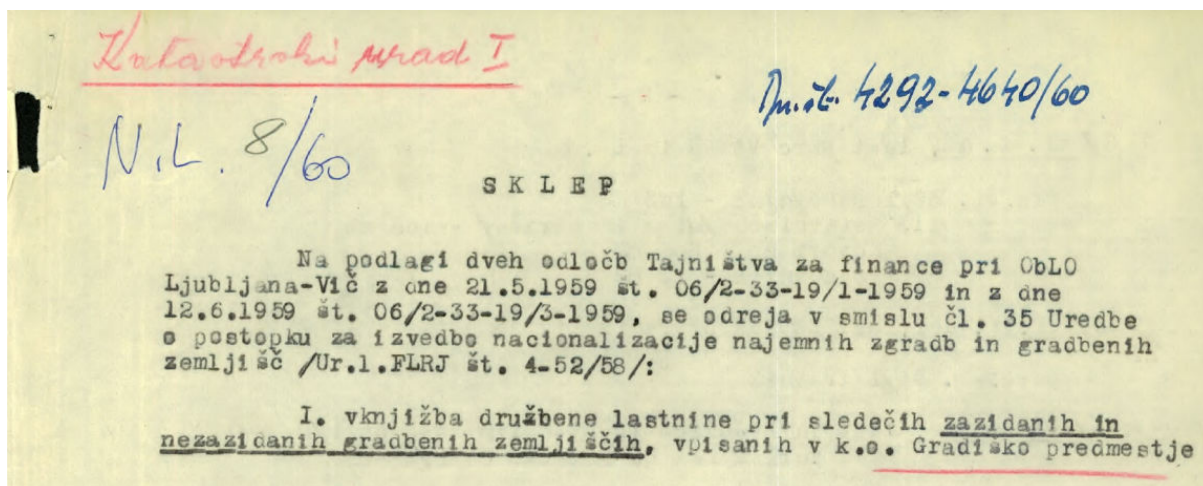 Katastrski urad I
Dn.št. 4292-4640/60
N.L. 8/60
SKLEP
Na podlagi dveh odločb Tajništva za finance pri ObLO
Ljubljana-Vič z dne 21.5.1959 št. 06/2-33-19/1-1959 in z dne
12.6.1959 št. 06/2-33-19/3-1959, se odreja v smislu čl. 35 Uredbe
o postopku za izvedbo nacionalizacije najemnih zgradb in gradbenih
zemljišč /Ur.l.FLRJ št. 4-52/58/:
I. vknjižba družbene lastnine pri sledečih zazidanih in
nezazidanih gradbenih zemljiščih, vpisanih v k.o. Gradiško predmestje